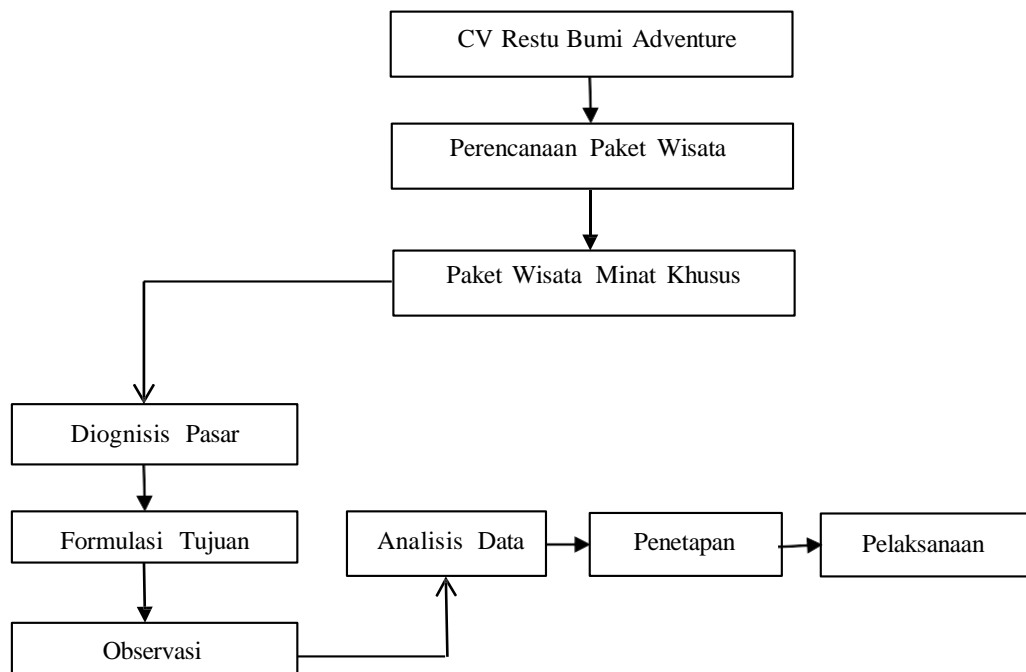 CV Restu Bumi Adventure
Perencanaan Paket Wisata
Paket Wisata Minat Khusus
Diognisis Pasar
Formulasi Tujuan
Observasi
Analisis Data
Penetapan
Pelaksanaan